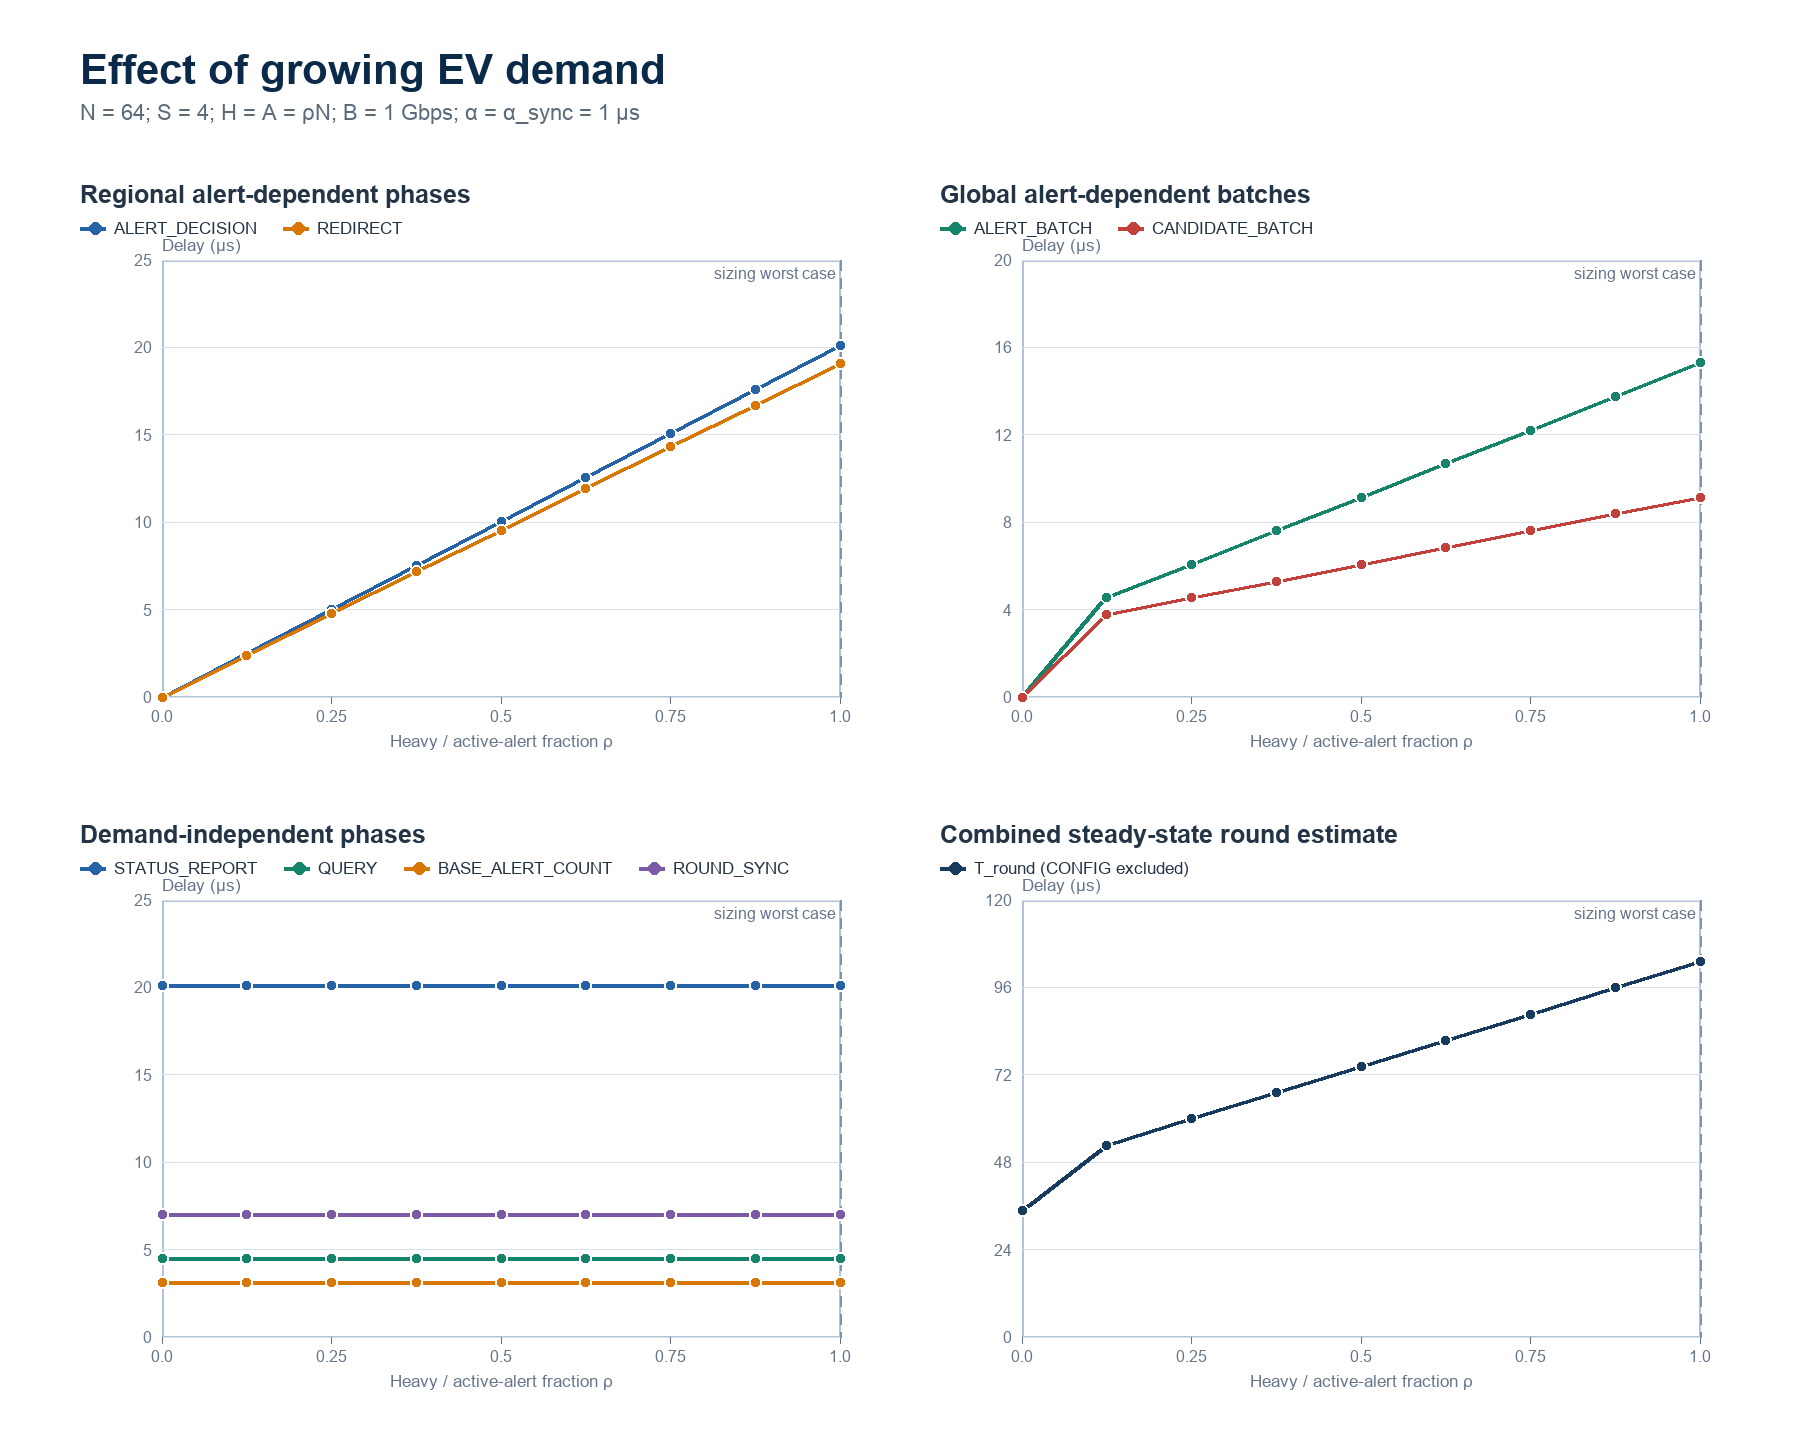 Effect of growing EV demand
N = 64; S = 4; H = A = ρN; B = 1 Gbps; α = α_sync = 1 µs
Regional alert-dependent phases
ALERT_DECISION REDIRECT
Delay (µs)
sizing worst case
25
20
15
10
5
0
0.0 0.25 0.5 0.75 1.0
Heavy / active-alert fraction ρ
Global alert-dependent batches
ALERT_BATCH CANDIDATE_BATCH
Delay (µs)
sizing worst case
20
16
12
8
4
0
0.0 0.25 0.5 0.75 1.0
Heavy / active-alert fraction ρ
Demand-independent phases
STATUS_REPORT QUERY BASE_ALERT_COUNT ROUND_SYNC
Delay (µs)
sizing worst case
25
20
15
10
5
0
0.0 0.25 0.5 0.75 1.0
Heavy / active-alert fraction ρ
Combined steady-state round estimate
T_round (CONFIG excluded)
Delay (µs)
sizing worst case
120
96
72
48
24
0
0.0 0.25 0.5 0.75 1.0
Heavy / active-alert fraction ρ